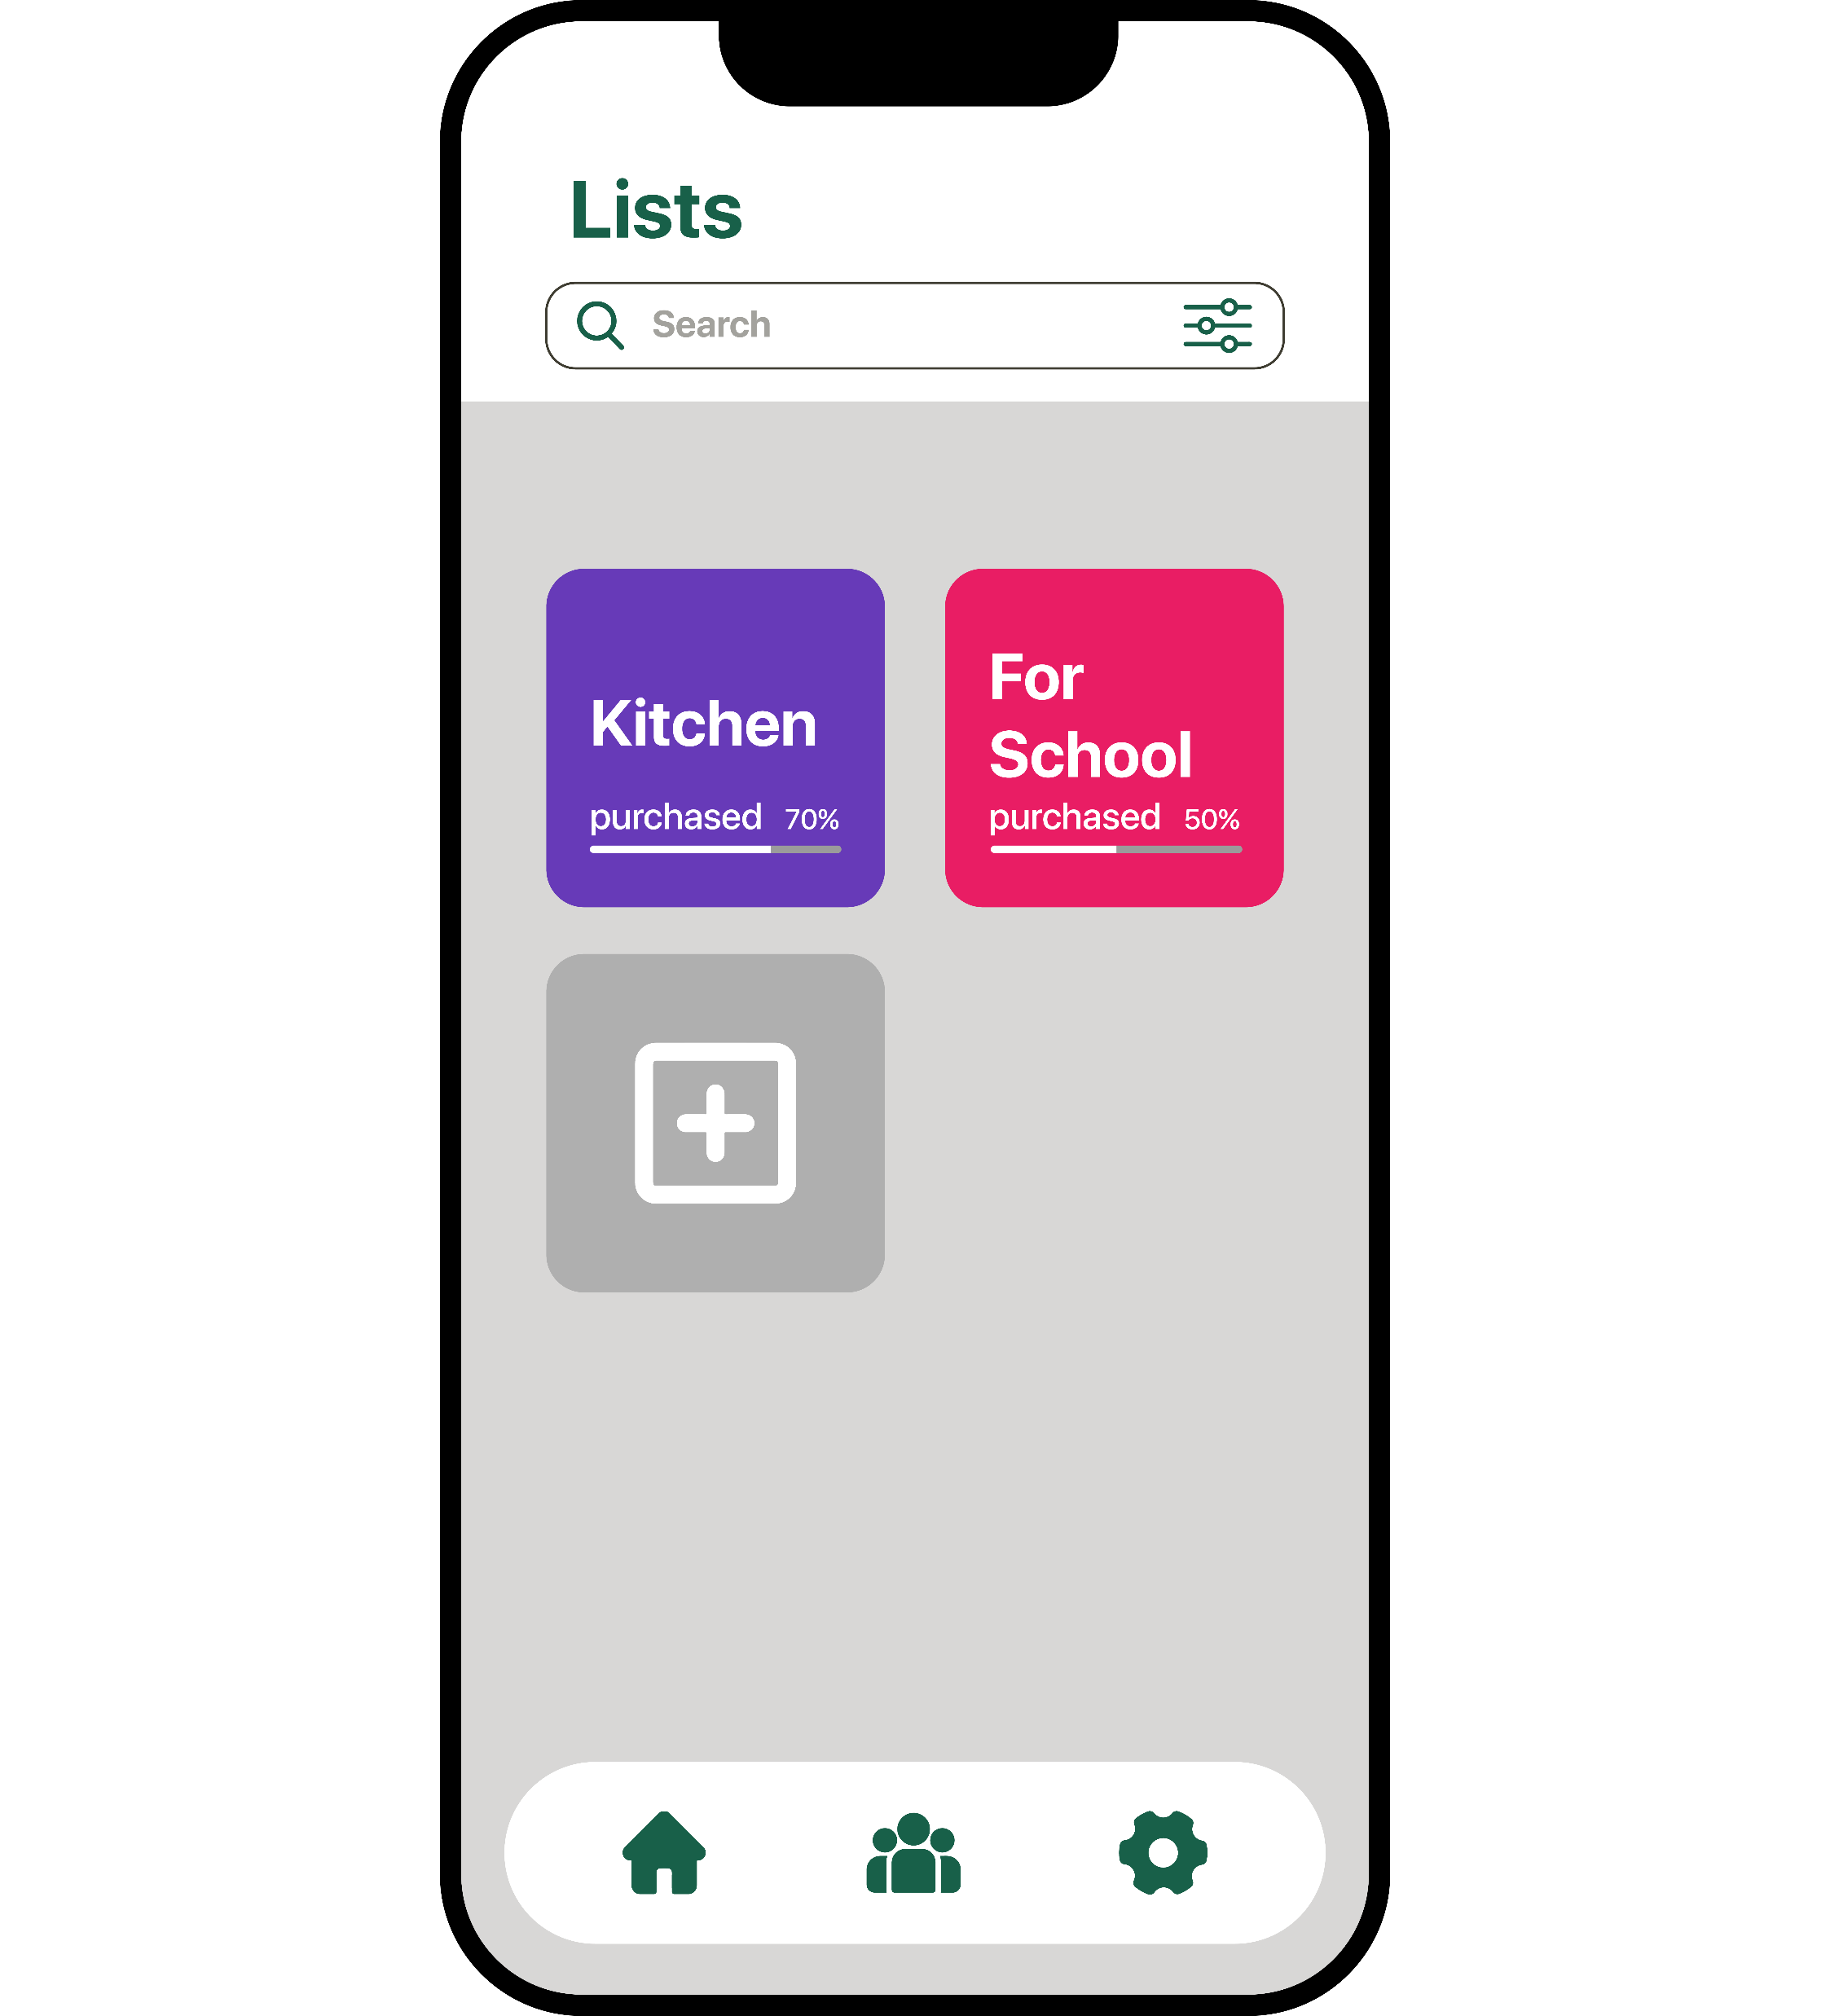 Lists
Search
Kitchen
purchased 70%
For
School
purchased 50%